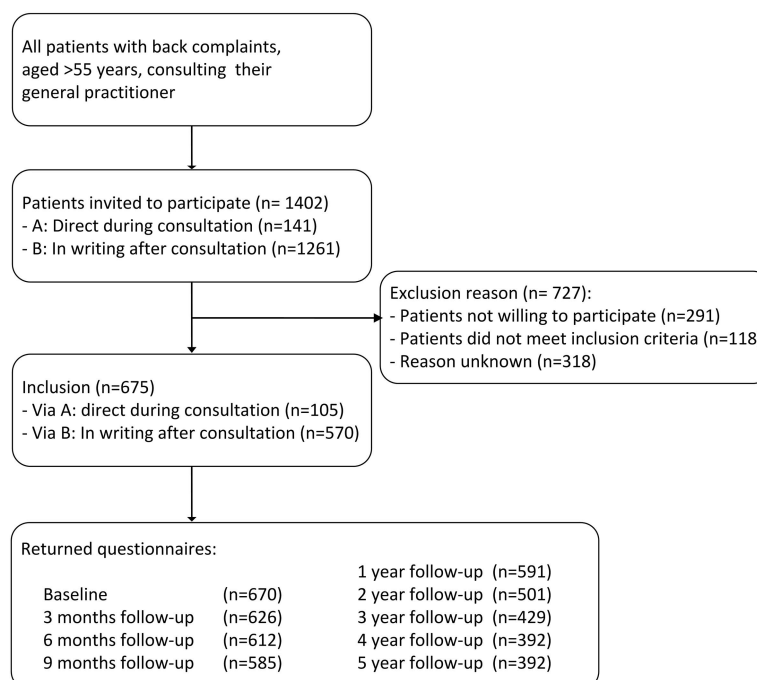 All patients with back complaints,
aged >55 years, consulting their
general practitioner
Patients invited to participate (n= 1402)
- A: Direct during consultation (n=141)
- B: In writing after consultation (n=1261)
Exclusion reason (n= 727):
- Patients not willing to participate (n=291)
- Patients did not meet inclusion criteria (n=118
- Reason unknown (n=318)
Inclusion (n=675)
- Via A: direct during consultation (n=105)
- Via B: In writing after consultation (n=570)
Returned questionnaires:
Baseline (n=670)
3 months follow-up (n=626)
6 months follow-up (n=612)
9 months follow-up (n=585)
1 year follow-up (n=591)
2 year follow-up (n=501)
3 year follow-up (n=429)
4 year follow-up (n=392)
5 year follow-up (n=392)